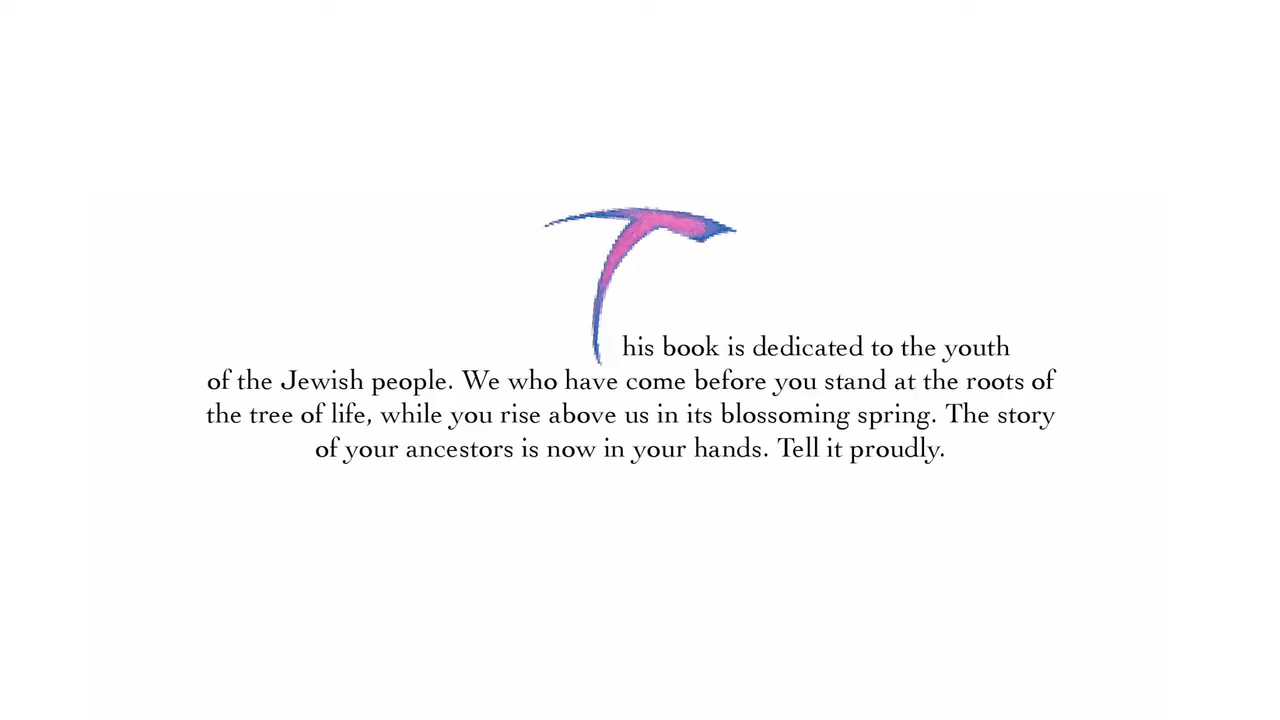 This book is dedicated to the youth
of the Jewish people. We who have come before you stand at the roots of
the tree of life, while you rise above us in its blossoming spring. The story
of your ancestors is now in your hands. Tell it proudly.